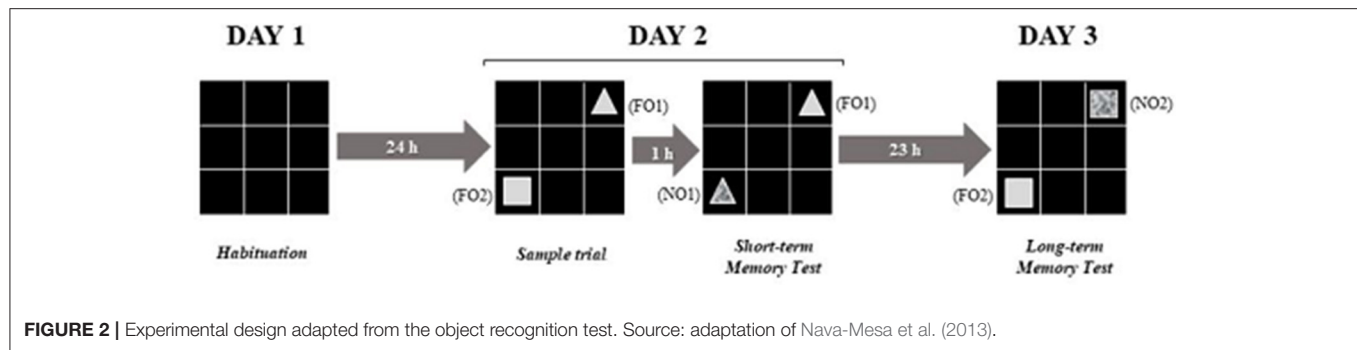 DAY 1
DAY 2
DAY 3
(FO1)
(FO1)
(NO2)
24 h
1 h
23 h
(FO2)
(NO1)
(FO2)
Habituation
Sample trial
Short-term
Memory Test
Long-term
Memory Test
FIGURE 2 | Experimental design adapted from the object recognition test. Source: adaptation of Nava-Mesa et al. (2013).